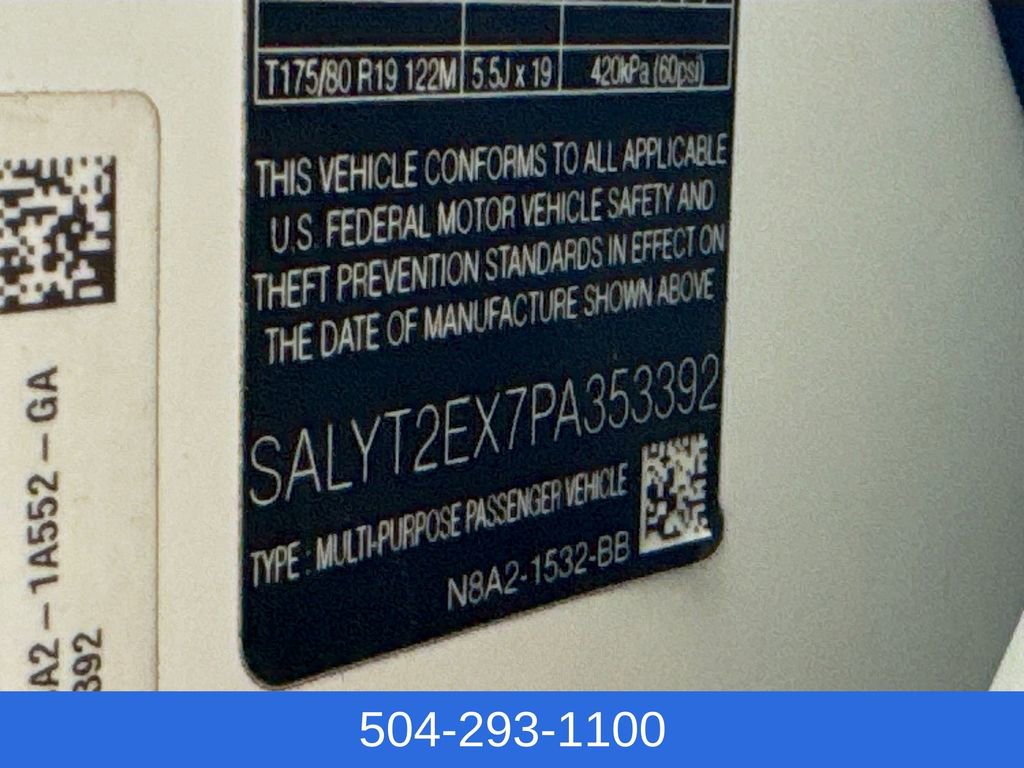 T175/80 R19 122M 5.5J x 19 420kPa (60psi)
THIS VEHICLE CONFORMS TO ALL APPLICABLE
U.S. FEDERAL MOTOR VEHICLE SAFETY AND
THEFT PREVENTION STANDARDS IN EFFECT ON
THE DATE OF MANUFACTURE SHOWN ABOVE
SALYT2EX7PA353392
TYPE : MULTI-PURPOSE PASSENGER VEHICLE
N8A2-1532-BB
A2-1A552-GA
392
504-293-1100